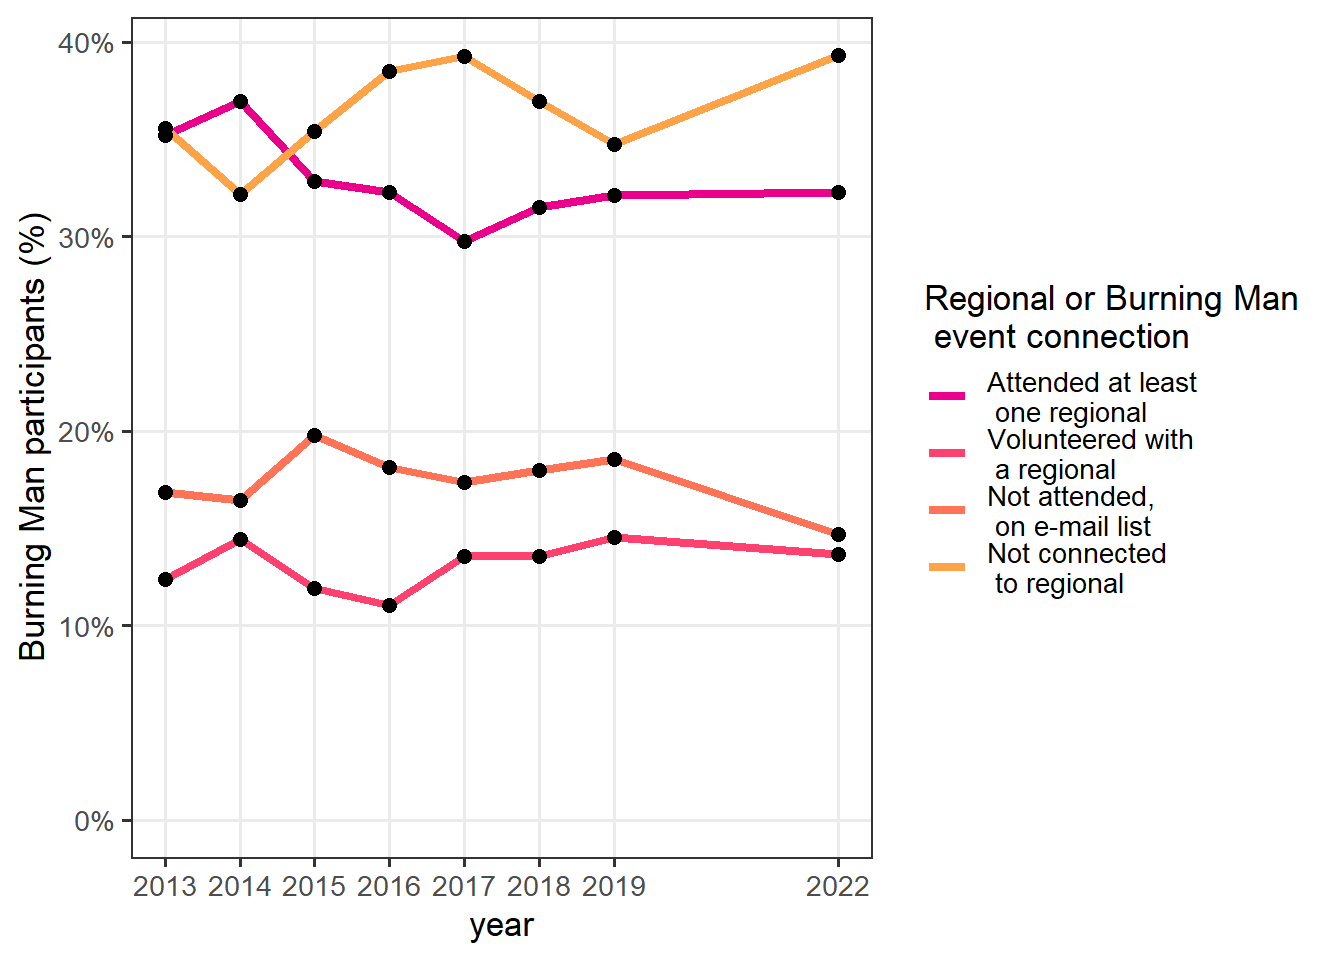 40%
30%
20%
10%
0%
Burning Man participants (%)
2013 2014 2015 2016 2017 2018 2019 2022
year
Regional or Burning Man
event connection
Attended at least
one regional
Volunteered with
a regional
Not attended,
on e-mail list
Not connected
to regional